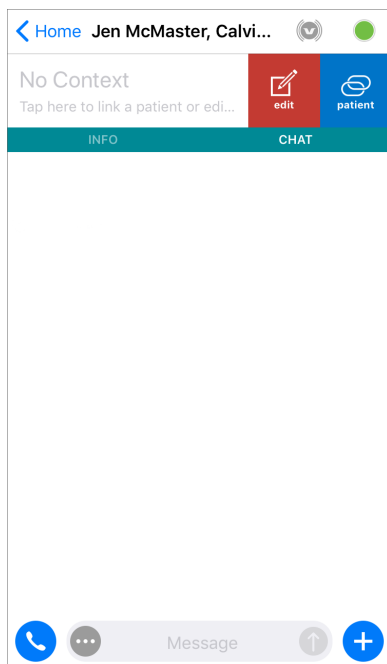 Home Jen McMaster, Calvi...
No Context
Tap here to link a patient or edi...
edit
patient
INFO CHAT
Message